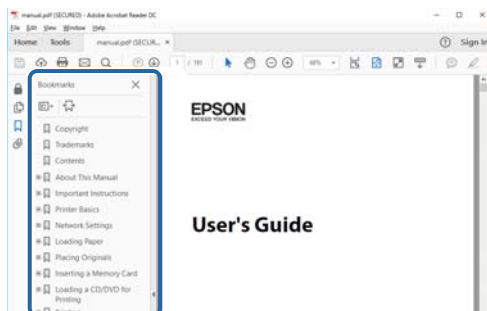 manual.pdf (SECURED) - Adobe Acrobat Reader DC
File Edit View Window Help
Home Tools manual.pdf (SECUR... × Sign In
1 / 191
Bookmarks
Copyright
Trademarks
Contents
About This Manual
Important Instructions
Printer Basics
Network Settings
Loading Paper
Placing Originals
Inserting a Memory Card
Loading a CD/DVD for
Printing
EPSON
EXCEED YOUR VISION
User's Guide